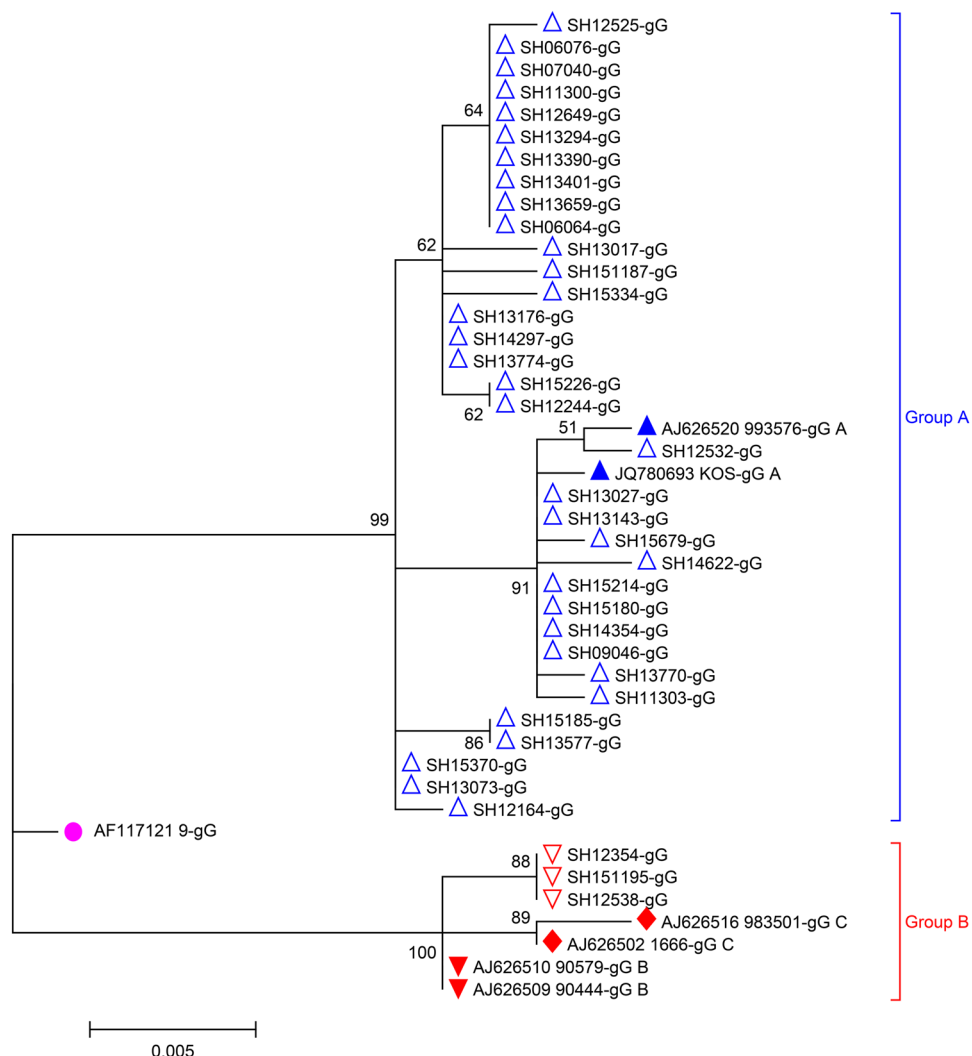 SH12525-gG
SH06076-gG
SH07040-gG
SH11300-gG
64
SH12649-gG
SH13294-gG
SH13390-gG
SH13401-gG
SH13659-gG
SH06064-gG
62
SH13017-gG
SH151187-gG
SH15334-gG
SH13176-gG
SH14297-gG
SH13774-gG
SH15226-gG
62
SH12244-gG
Group A
51
AJ626520 993576-gG A
SH12532-gG
JQ780693 KOS-gG A
SH13027-gG
99
SH13143-gG
SH15679-gG
SH14622-gG
91
SH15214-gG
SH15180-gG
SH14354-gG
SH09046-gG
SH13770-gG
SH11303-gG
SH15185-gG
86
SH13577-gG
SH15370-gG
SH13073-gG
SH12164-gG
AF117121 9-gG
88
SH12354-gG
SH151195-gG
SH12538-gG
89
AJ626516 983501-gG C
Group B
AJ626502 1666-gG C
100
AJ626510 90579-gG B
AJ626509 90444-gG B
0.005